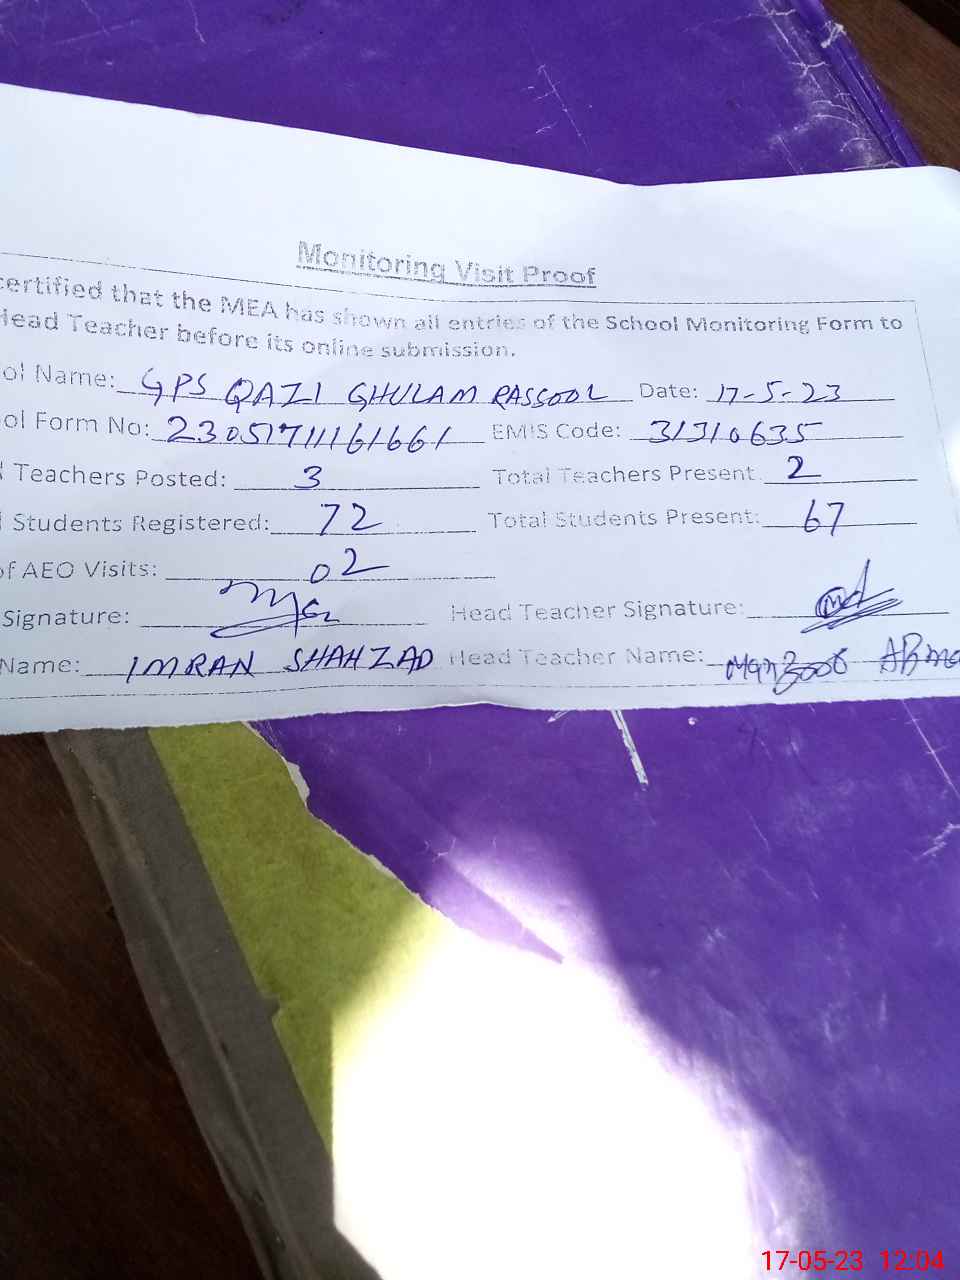 Monitoring Visit Proof
certified that the MEA has shown all entries of the School Monitoring Form to
Head Teacher before its online submission.
ol Name: GPS QAZI GHULAM RASSOOL Date: 17-5-23
ol Form No: 23051711161661 EMIS Code: 31310635
Teachers Posted: 3 Total Teachers Present 2
Students Registered: 72 Total Students Present: 67
of AEO Visits: 02
Signature: Head Teacher Signature:
Name: IMRAN SHAHZAD Head Teacher Name:
17-05-23 12:04